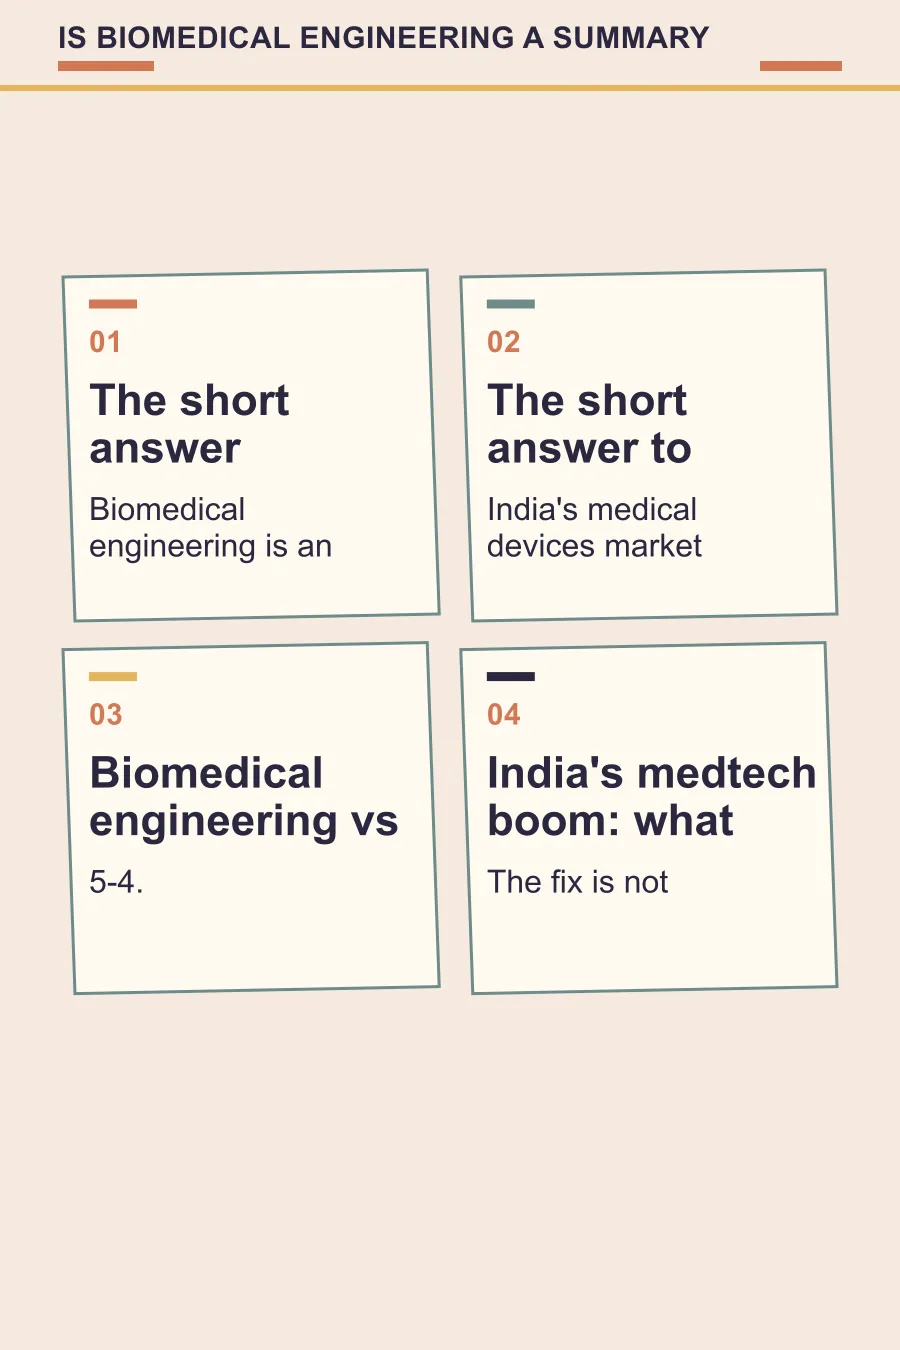 IS BIOMEDICAL ENGINEERING A SUMMARY
01
The short
answer
Biomedical
engineering is an
02
The short
answer to
India's medical
devices market
03
Biomedical
engineering vs
5-4.
04
India's medtech
boom: what
The fix is not